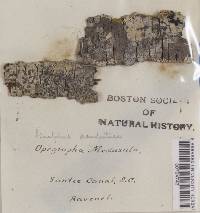 BOSTON SOCIETY
OF
NATURAL HISTORY.
Opegrapha Medusula,
Santee Canal, S.C.
Ravenel.